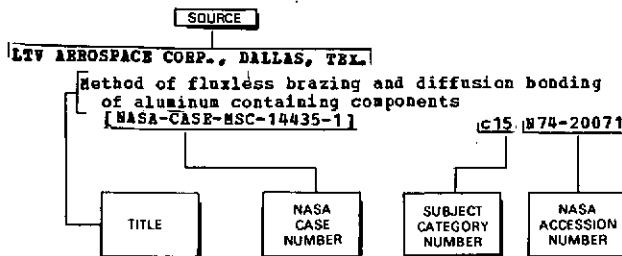 SOURCE
LTV AEROSPACE CORP., DALLAS, TEX.
Method of fluxless brazing and diffusion bonding
of aluminum containing components
[NASA-CASE-MSC-14435-1] c15 N74-20071
TITLE
NASA
CASE
NUMBER
SUBJECT
CATEGORY
NUMBER
NASA
ACCESSION
NUMBER